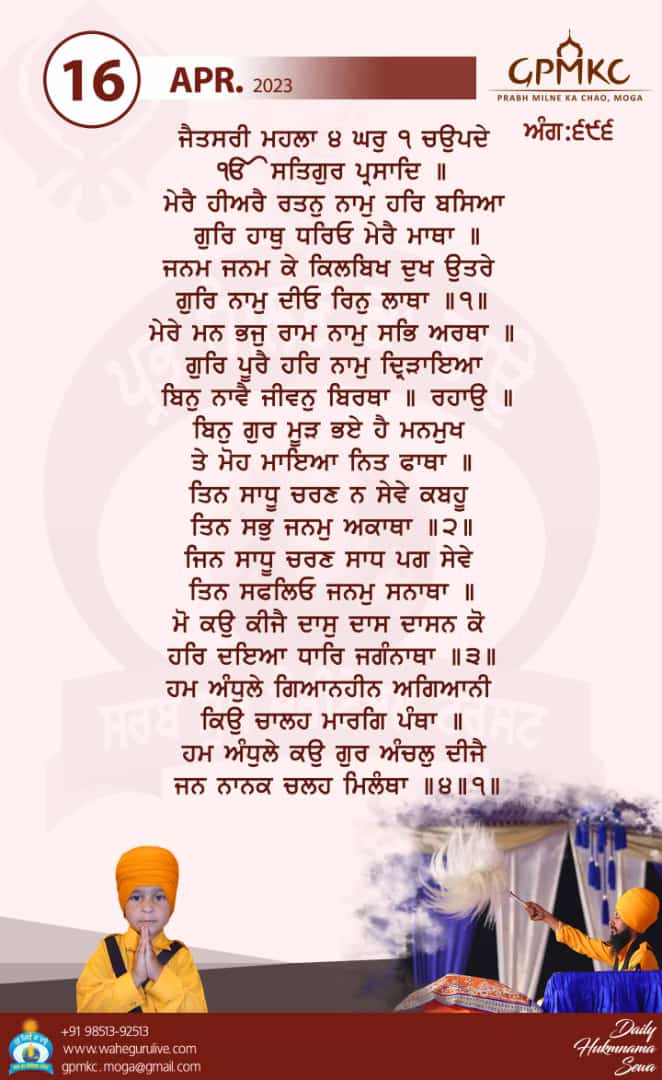 16
APR. 2023
GPMKC
PRABH MILNE KA CHAO, MOGA
ਅੰਗ:੬੯੬
ਜੈਤਸਰੀ ਮਹਲਾ ੪ ਘਰੁ ੧ ਚਉਪਦੇ
ੴ ਸਤਿਗੁਰ ਪ੍ਰਸਾਦਿ ॥
ਮੇਰੈ ਹੀਅਰੈ ਰਤਨੁ ਨਾਮੁ ਹਰਿ ਬਸਿਆ
ਗੁਰਿ ਹਾਥੁ ਧਰਿਓ ਮੇਰੈ ਮਾਥਾ ॥
ਜਨਮ ਜਨਮ ਕੇ ਕਿਲਬਿਖ ਦੁਖ ਉਤਰੇ
ਗੁਰਿ ਨਾਮੁ ਦੀਓ ਰਿਨੁ ਲਾਥਾ ॥੧॥
ਮੇਰੇ ਮਨ ਭਜੁ ਰਾਮ ਨਾਮੁ ਸਭਿ ਅਰਥਾ ॥
ਗੁਰਿ ਪੂਰੈ ਹਰਿ ਨਾਮੁ ਦ੍ਰਿੜਾਇਆ
ਬਿਨੁ ਨਾਵੈ ਜੀਵਨੁ ਬਿਰਥਾ ॥ ਰਹਾਉ ॥
ਬਿਨੁ ਗੁਰ ਮੂੜ ਭਏ ਹੈ ਮਨਮੁਖ
ਤੇ ਮੋਹ ਮਾਇਆ ਨਿਤ ਫਾਥਾ ॥
ਤਿਨ ਸਾਧੂ ਚਰਣ ਨ ਸੇਵੇ ਕਬਹੂ
ਤਿਨ ਸਭੁ ਜਨਮੁ ਅਕਾਥਾ ॥੨॥
ਜਿਨ ਸਾਧੂ ਚਰਣ ਸਾਧ ਪਗ ਸੇਵੇ
ਤਿਨ ਸਫਲਿਓ ਜਨਮੁ ਸਨਾਥਾ ॥
ਮੋ ਕਉ ਕੀਜੈ ਦਾਸੁ ਦਾਸ ਦਾਸਨ ਕੋ
ਹਰਿ ਦਇਆ ਧਾਰਿ ਜਗੰਨਾਥਾ ॥੩॥
ਹਮ ਅੰਧੁਲੇ ਗਿਆਨਹੀਨ ਅਗਿਆਨੀ
ਕਿਉ ਚਾਲਹ ਮਾਰਗਿ ਪੰਥਾ ॥
ਹਮ ਅੰਧੁਲੇ ਕਉ ਗੁਰ ਅੰਚਲੁ ਦੀਜੈ
ਜਨ ਨਾਨਕ ਚਲਹ ਮਿਲੰਥਾ ॥੪॥੧॥
+91 98513-92513
www.wahegurulive.com
gpmkc.moga@gmail.com
Daily
Hukmnama
Sewa